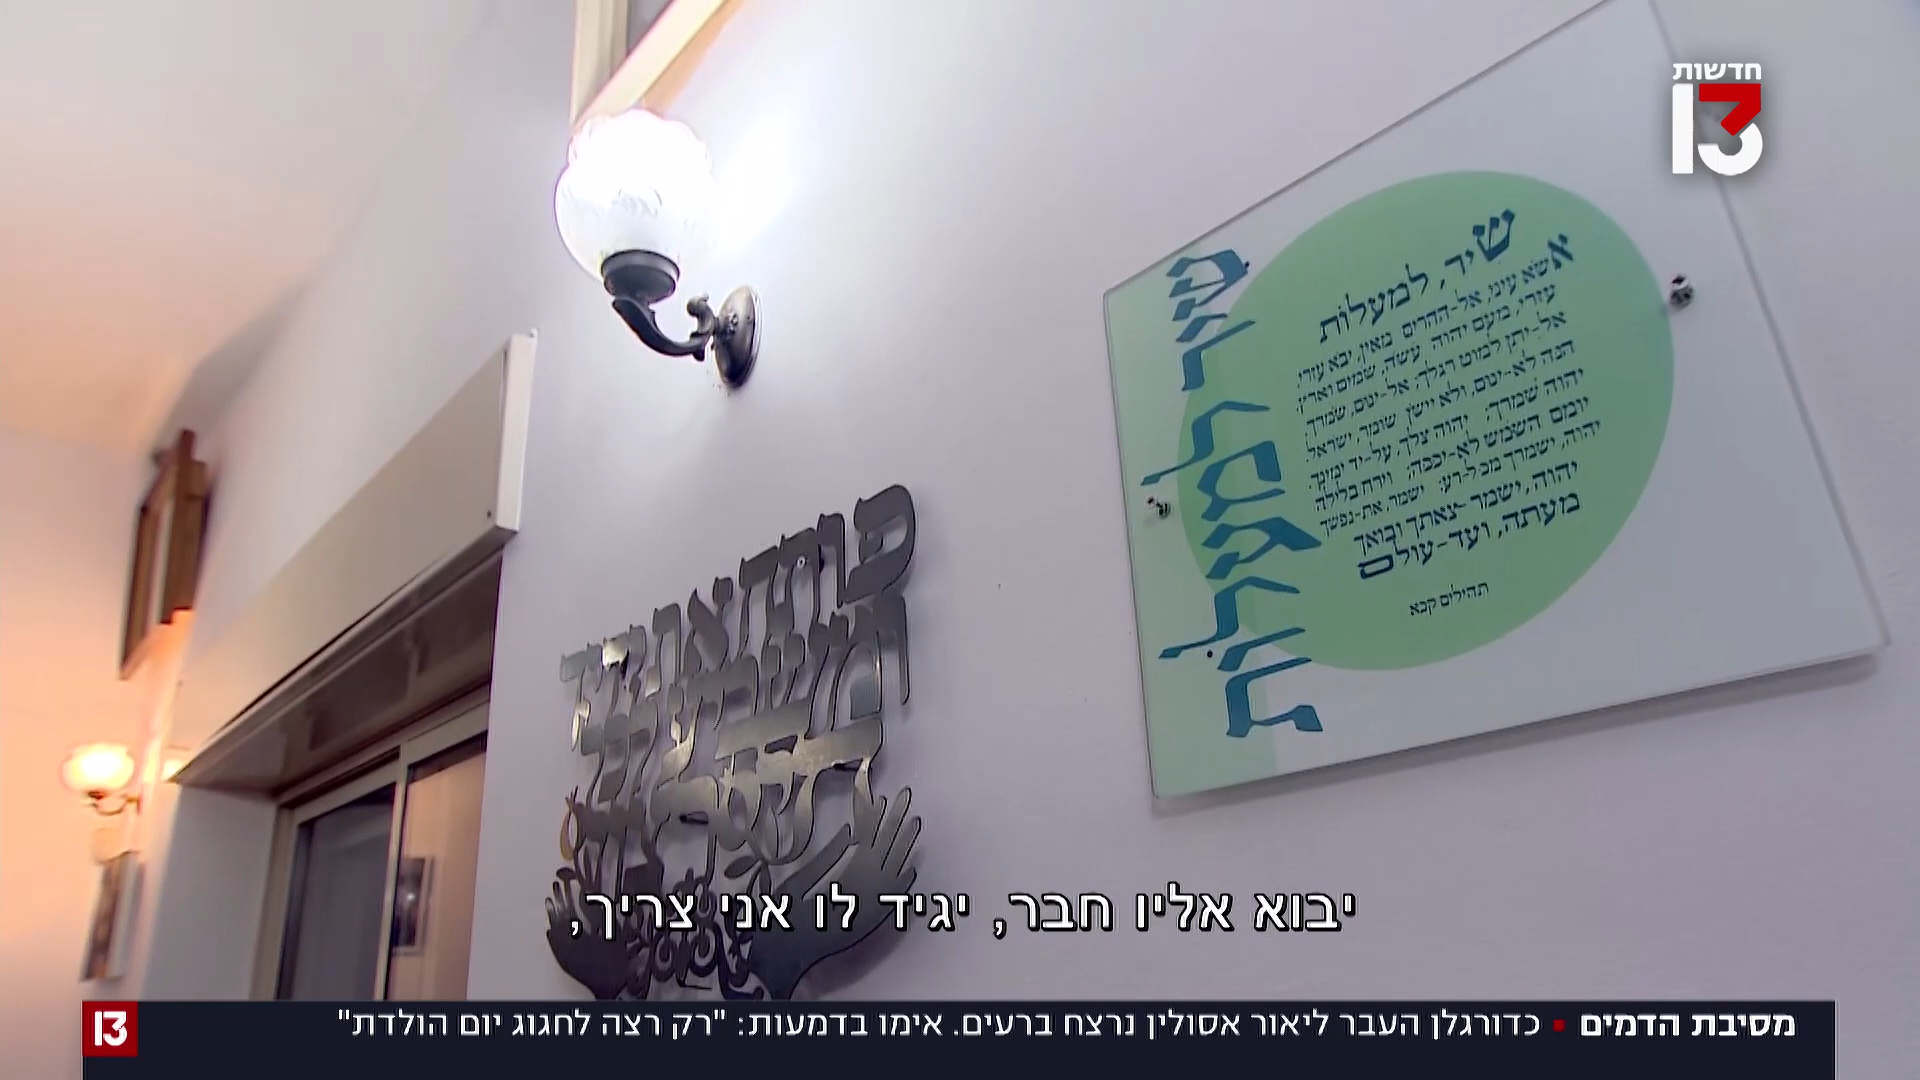 חדשות
13
שיר, למעלות
אשא עיני, אל-ההרים מאין, יבא עזרי.
עזרי, מעם יהוה עשה, שמים וארץ.
אל-יתן למוט רגלך; אל-ינום, שמרך.
הנה לא-ינום, ולא יישן שומר, ישראל.
יהוה שמרך; יהוה צלך, על-יד ימינך.
יומם השמש לא-יככה; וירח בלילה.
יהוה, ישמרך מכל-רע: ישמר, את-נפשך
יהוה, ישמר-צאתך ובואך
מעתה, ועד-עולם
תהילים קכא
פותח את ידיך
יבוא אליו חבר, יגיד לו אני צריך,
13
מסיבת הדמים ▪ כדורגלן העבר ליאור אסולין נרצח ברעים. אימו בדמעות: "רק רצה לחגוג יום הולדת"